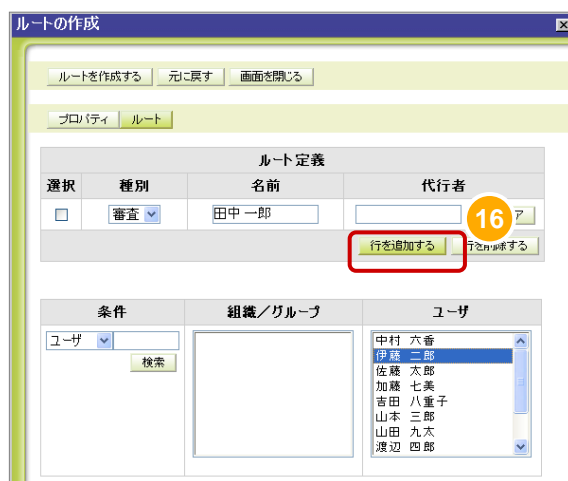 ルートの作成
ルートを作成する 元に戻す 画面を閉じる
プロパティ ルート
ルート定義
選択 種別 名前 代行者
審査 田中 一郎
16
行を追加する 行を削除する
条件 組織／グループ ユーザ
ユーザ
検索
中村 六香
伊藤 二郎
佐藤 太郎
加藤 七美
吉田 八重子
山本 三郎
山田 九太
渡辺 四郎